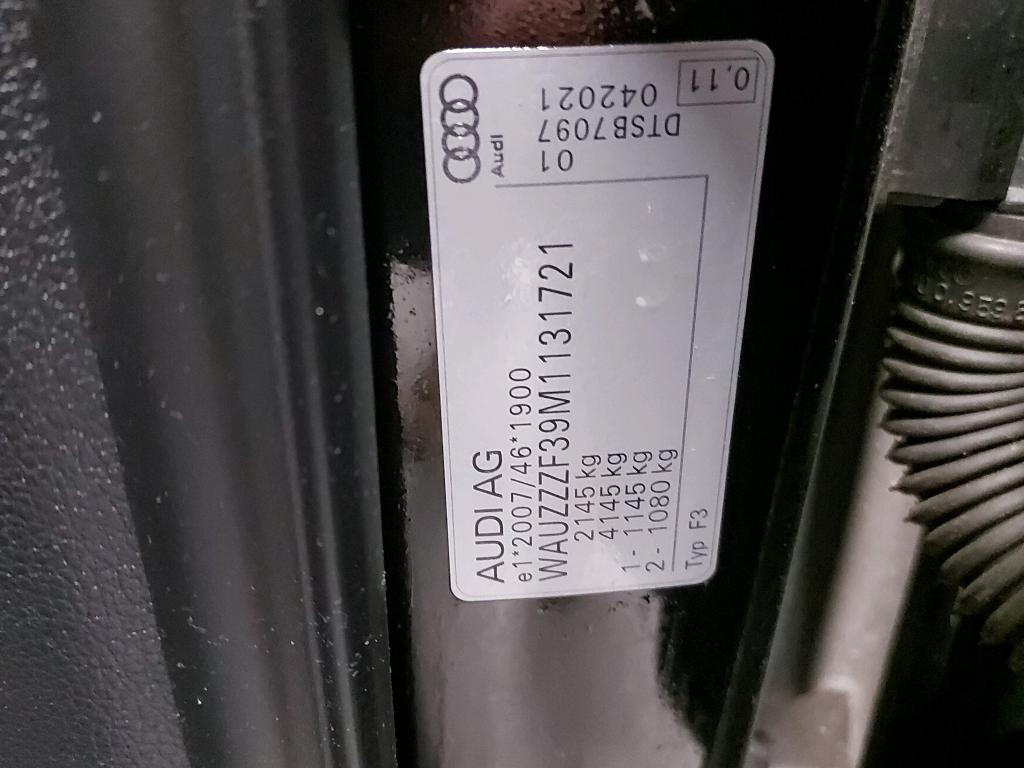 AUDI AG
e1*2007/46*1900
WAUZZZF39M1131721
2145 kg
4145 kg
1 - 1145 kg
2 - 1080 kg
Typ F3
Audi
01
DTSB7097
042021
0,11